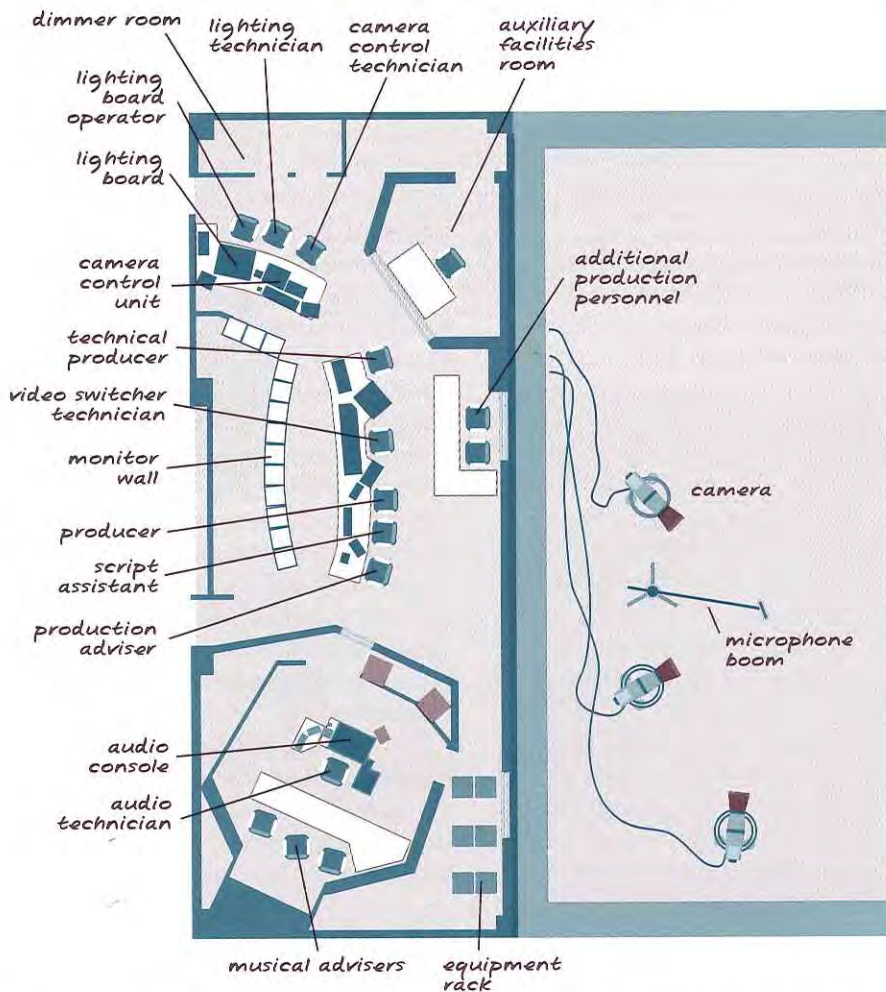 dimmer room
lighting
technician
camera
control
technician
auxiliary
facilities
room
lighting
board
operator
lighting
board
camera
control
unit
additional
production
personnel
technical
producer
video switcher
technician
monitor
wall
camera
producer
script
assistant
production
adviser
microphone
boom
audio
console
audio
technician
musical advisers
equipment
rack